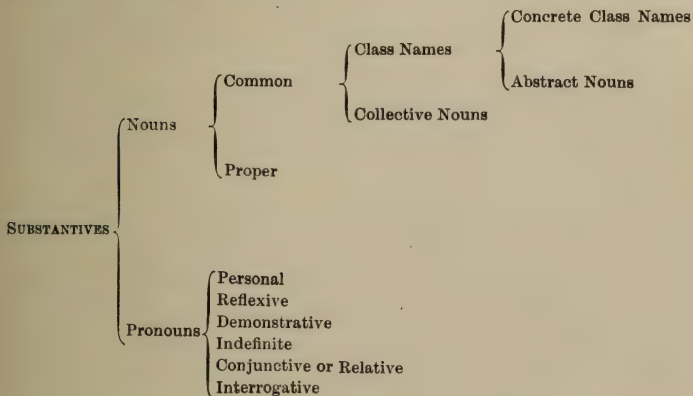 Concrete Class Names
Class Names
Common
Abstract Nouns
Nouns
Collective Nouns
Proper
SUBSTANTIVES
Personal
Reflexive
Demonstrative
Pronouns
Indefinite
Conjunctive or Relative
Interrogative